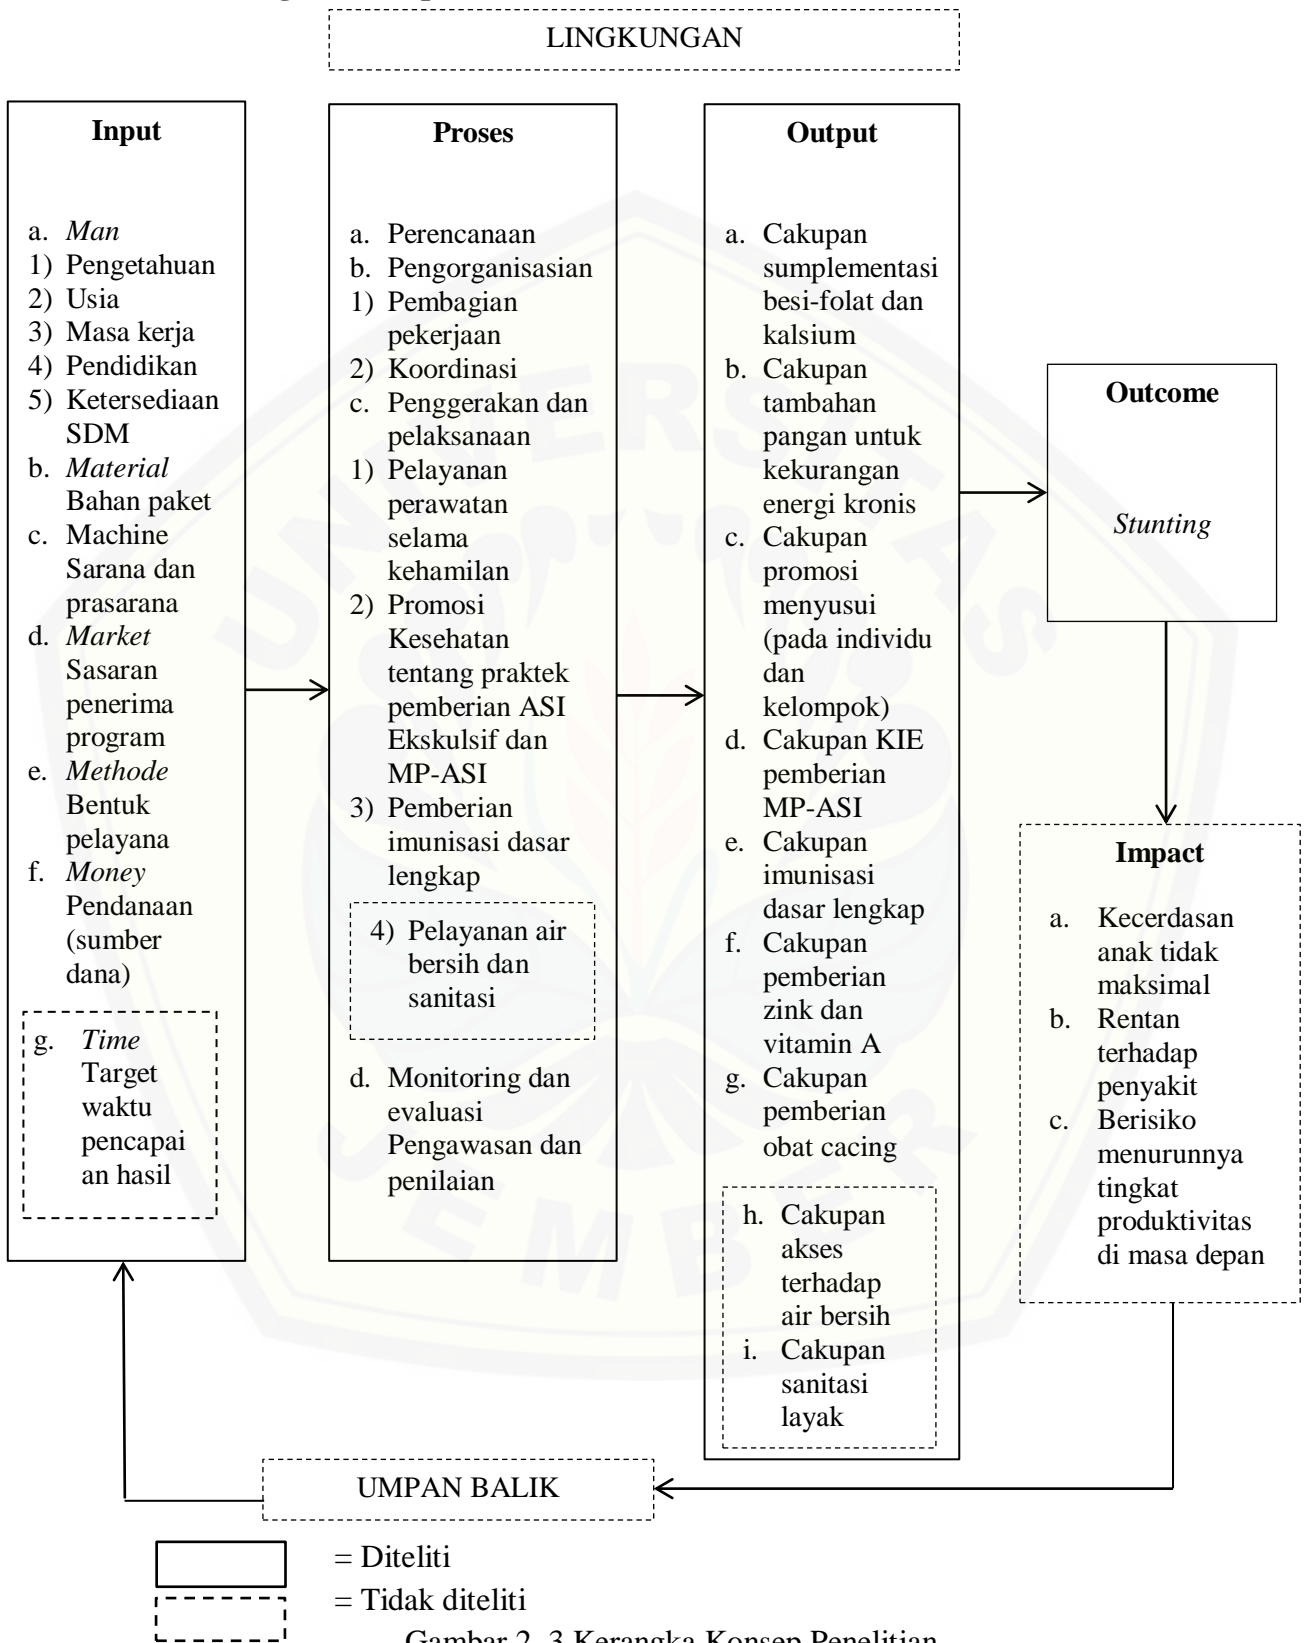 LINGKUNGAN
Input
a. Man
1) Pengetahuan
2) Usia
3) Masa kerja
4) Pendidikan
5) Ketersediaan
SDM
b. Material
Bahan paket
c. Machine
Sarana dan
prasarana
d. Market
Sasaran
penerima
program
e. Methode
Bentuk
pelayana
f. Money
Pendanaan
(sumber
dana)
g. Time
Target
waktu
pencapai
an hasil
Proses
a. Perencanaan
b. Pengorganisasian
1) Pembagian
pekerjaan
2) Koordinasi
c. Penggerakan dan
pelaksanaan
1) Pelayanan
perawatan
selama
kehamilan
2) Promosi
Kesehatan
tentang praktek
pemberian ASI
Ekskulsif dan
MP-ASI
3) Pemberian
imunisasi dasar
lengkap
4) Pelayanan air
bersih dan
sanitasi
d. Monitoring dan
evaluasi
Pengawasan dan
penilaian
Output
a. Cakupan
sumplementasi
besi-folat dan
kalsium
b. Cakupan
tambahan
pangan untuk
kekurangan
energi kronis
c. Cakupan
promosi
menyusui
(pada individu
dan
kelompok)
d. Cakupan KIE
pemberian
MP-ASI
e. Cakupan
imunisasi
dasar lengkap
f. Cakupan
pemberian
zink dan
vitamin A
g. Cakupan
pemberian
obat cacing
h. Cakupan
akses
terhadap
air bersih
i. Cakupan
sanitasi
layak
Outcome
Stunting
Impact
a. Kecerdasan
anak tidak
maksimal
b. Rentan
terhadap
penyakit
c. Berisiko
menurunnya
tingkat
produktivitas
di masa depan
UMPAN BALIK
= Diteliti
= Tidak diteliti
Gambar 2. 3 Kerangka Konsep Penelitian
UNIVERSITAS
JEMBER